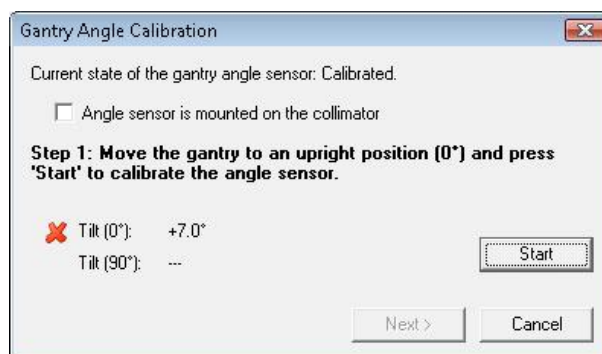 Gantry Angle Calibration
Current state of the gantry angle sensor: Calibrated.
Angle sensor is mounted on the collimator
Step 1: Move the gantry to an upright position (0°) and press
'Start' to calibrate the angle sensor.
Tilt (0°): +7.0°
Tilt (90°): ---
Start
Next > Cancel